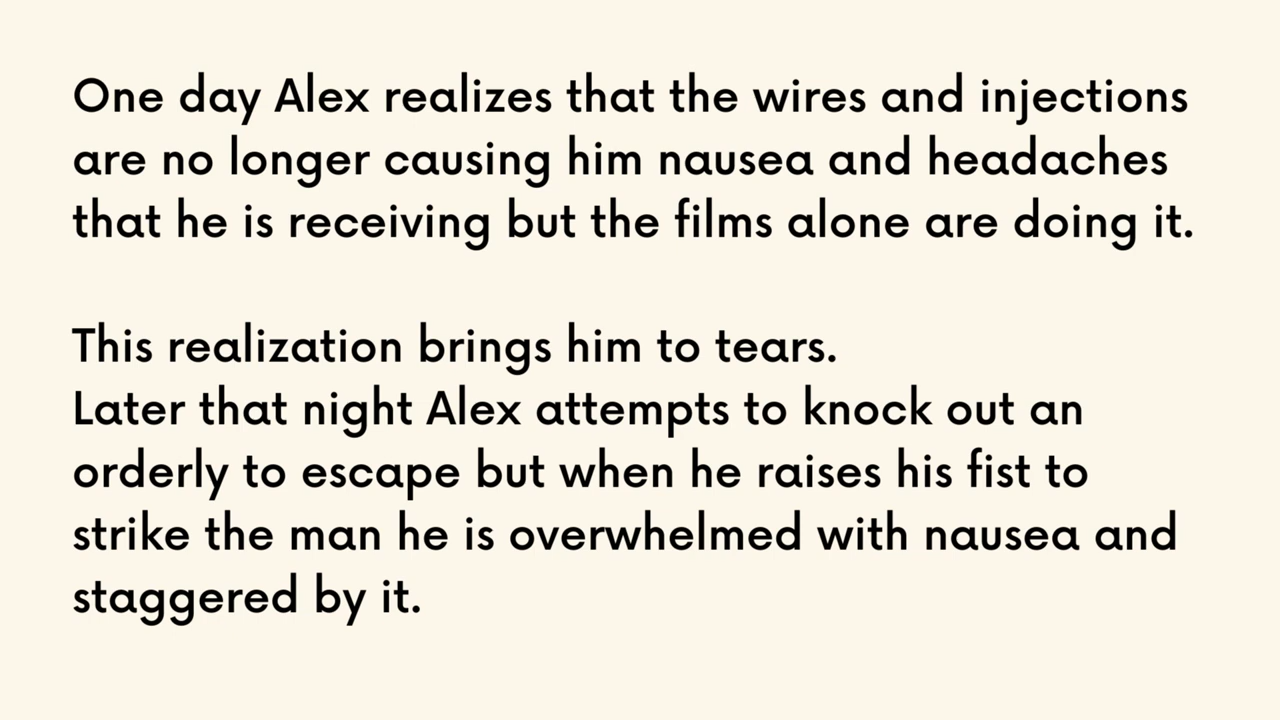 One day Alex realizes that the wires and injections
are no longer causing him nausea and headaches
that he is receiving but the films alone are doing it.
This realization brings him to tears.
Later that night Alex attempts to knock out an
orderly to escape but when he raises his fist to
strike the man he is overwhelmed with nausea and
staggered by it.